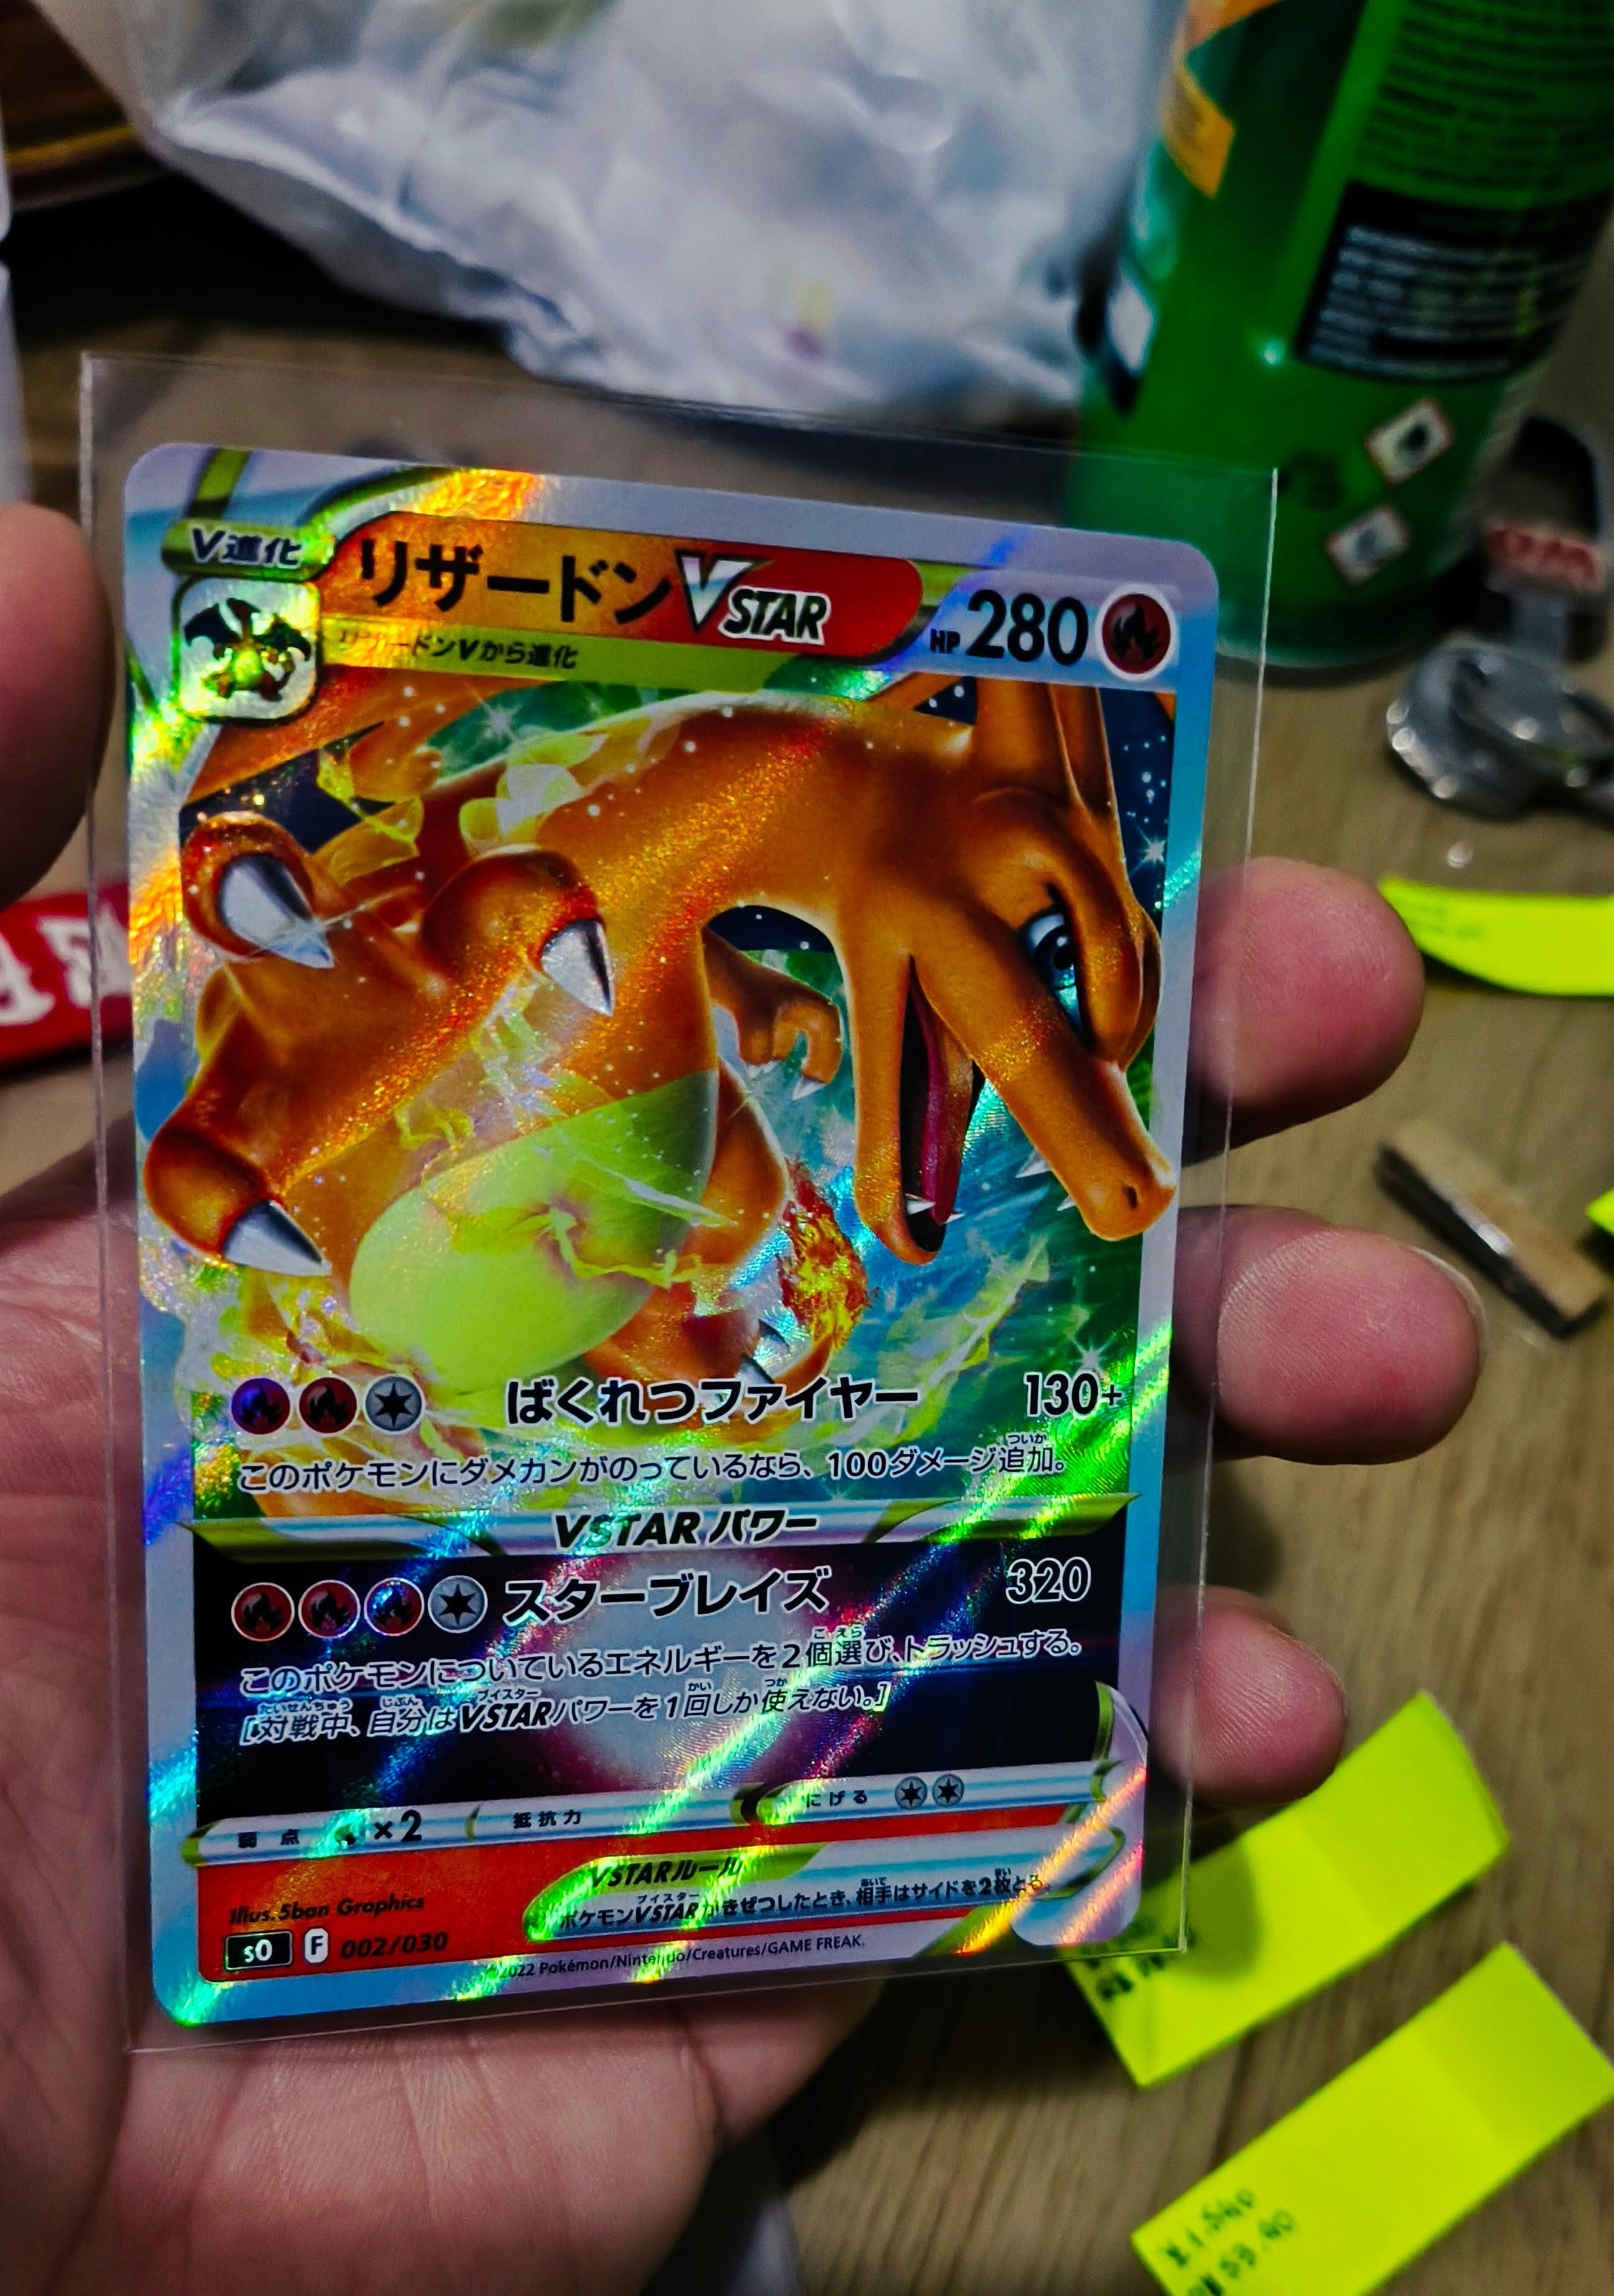 V進化
リザードンVSTAR
HP 280
リザードンVから進化
ばくれつファイヤー 130+
このポケモンにダメカンがのっているなら、100ダメージ追加。
VSTARパワー
スターブレイズ 320
このポケモンについているエネルギーを2個選び、トラッシュする。
[対戦中、自分はVSTARパワーを1回しか使えない。]
弱点 ×2 抵抗力 にげる
VSTARルール
ポケモンVSTARがきぜつしたとき、相手はサイドを2枚とる。
Illus. 5ban Graphics
sO F 002/030
©2022 Pokémon/Nintendo/Creatures/GAME FREAK.